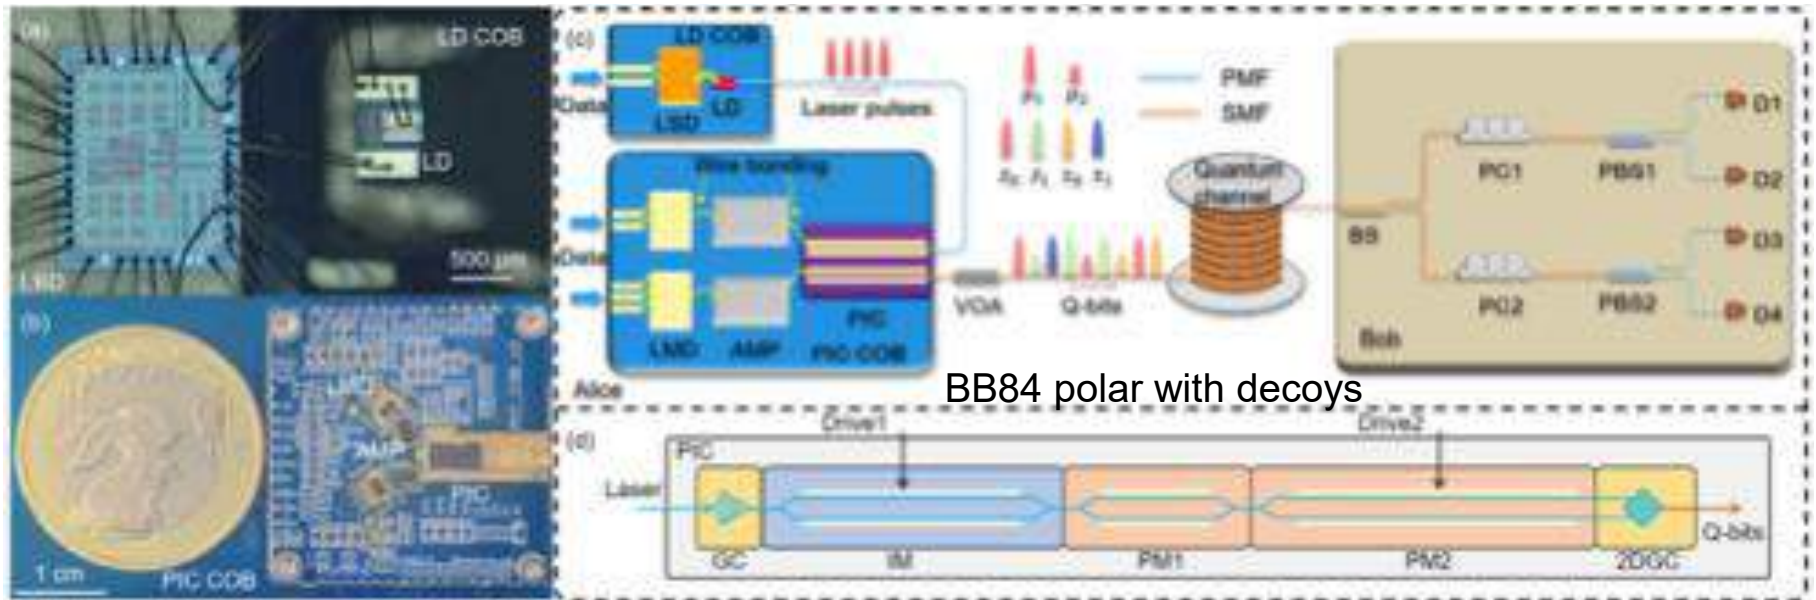 (a)
LD COB
LD
500 μm
LSD
(b)
LMD
AMP
PIC
1 cm
PIC COB
(c)
LD COB
Data
LSD
LD
Laser pulses
PMF
SMF
Wire bonding
Data
Data
LMD
AMP
PIC
PIC COB
Alice
VOA
Q-bits
Quantum
channel
BS
PC1
PBS1
D1
D2
D3
PC2
PBS2
D4
Bob
BB84 polar with decoys
(d)
Drive1
Drive2
PIC
Laser
Q-bits
GC
IM
PM1
PM2
2DGC